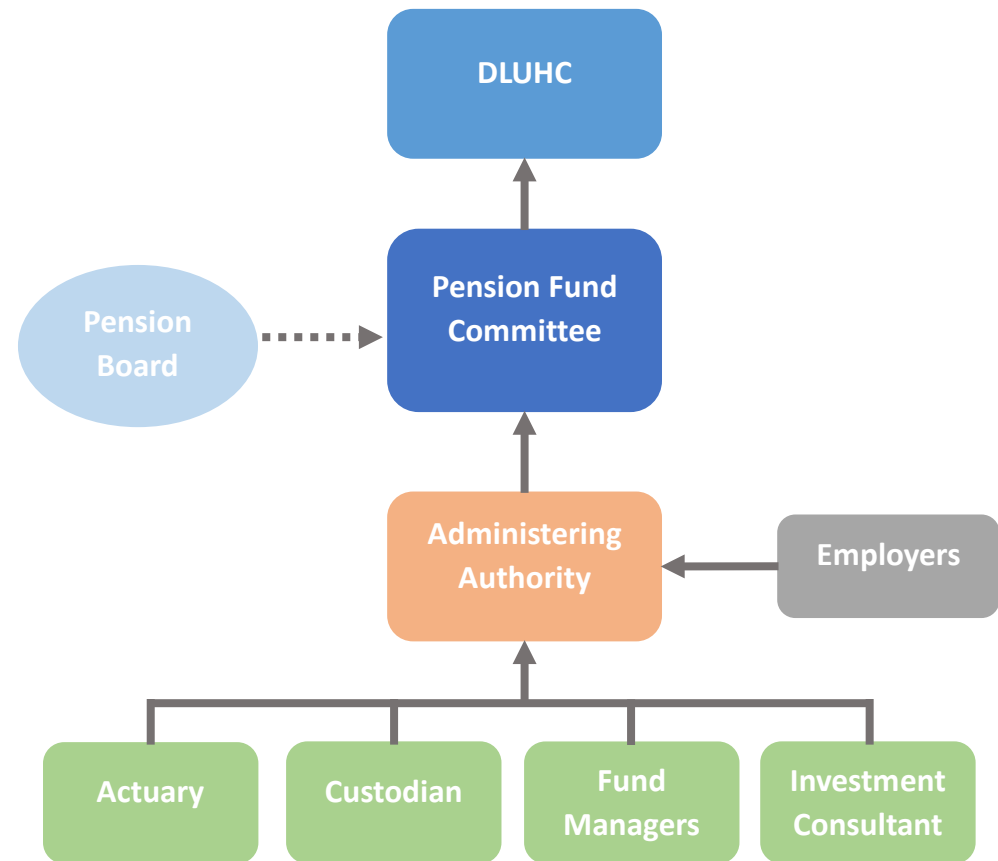 DLUHC
Pension Fund
Committee
Pension
Board
Administering
Authority
Employers
Actuary
Custodian
Fund
Managers
Investment
Consultant